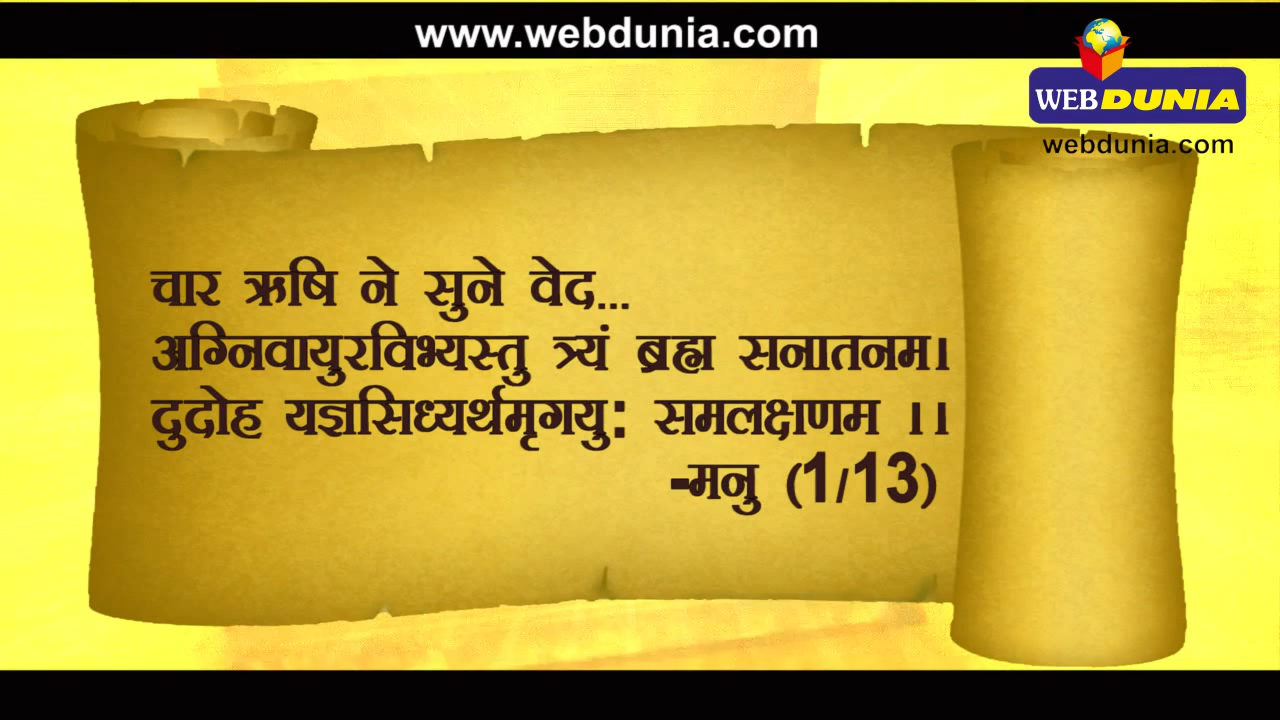 www.webdunia.com
WEBDUNIA
webdunia.com
चार ऋषि ने सुने वेद...
अग्निवायुरविभ्यस्तु त्र्यं ब्रह्म सनातनम।
दुदोह यज्ञसिध्यर्थमृगयु: समलक्षणम ।।
-मनु (1/13)